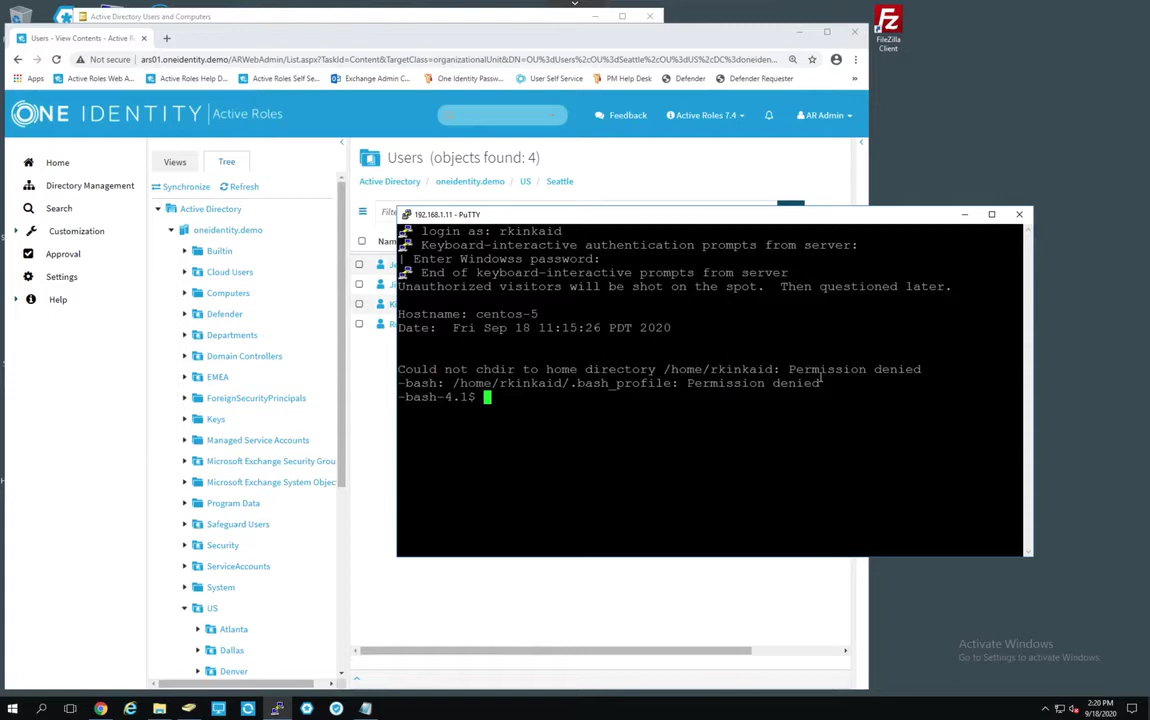 Active Directory Users and Computers
Users - View Contents - Active R
Not secure
ars01.oneidentity.demo/ARWebAdmin/List.aspx?TaskId=Content&TargetClass=organizationalUnit&DN=OU%3dUsers%2cOU%3dSeattle%2cOU%3dUS%2cDC%3doneiden...
Apps
Active Roles Web A...
Active Roles Help D...
Active Roles Self Se...
Exchange Admin C...
One Identity Passw...
User Self Service
PM Help Desk
Defender
Defender Requester
»
FileZilla
Client
ONE IDENTITY
Active Roles
Feedback
Active Roles 7.4
AR Admin
Home
Directory Management
Search
Customization
Approval
Settings
Help
Views
Tree
Synchronize
Refresh
Active Directory
oneidentity.demo
Builtin
Cloud Users
Computers
Defender
Departments
Domain Controllers
EMEA
ForeignSecurityPrincipals
Keys
Managed Service Accounts
Microsoft Exchange Security Grou
Microsoft Exchange System Objec
Program Data
Safeguard Users
Security
ServiceAccounts
System
US
Atlanta
Dallas
Denver
Users (objects found: 4)
Active Directory
oneidentity.demo
US
Seattle
192.168.1.11 - PuTTY
login as: rkinkaid
Keyboard-interactive authentication prompts from server:
| Enter Windowss password:
End of keyboard-interactive prompts from server
Unauthorized visitors will be shot on the spot.  Then questioned later.
Hostname: centos-5
Date:  Fri Sep 18 11:15:26 PDT 2020
Could not chdir to home directory /home/rkinkaid: Permission denied
-bash: /home/rkinkaid/.bash_profile: Permission denied
-bash-4.1$
Activate Windows
Go to Settings to activate Windows.
2:20 PM
9/18/2020